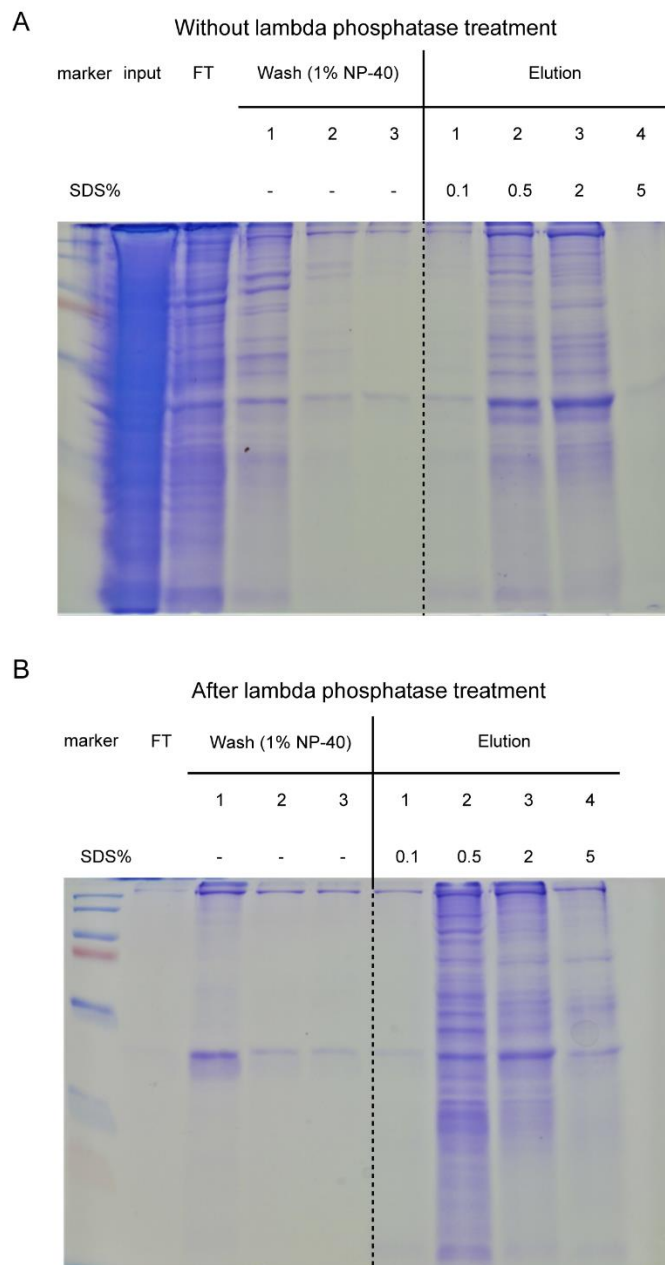 A
Without lambda phosphatase treatment
marker input FT Wash (1% NP-40) Elution
1 2 3 1 2 3 4
SDS% - - - 0.1 0.5 2 5
B
After lambda phosphatase treatment
marker FT Wash (1% NP-40) Elution
1 2 3 1 2 3 4
SDS% - - - 0.1 0.5 2 5